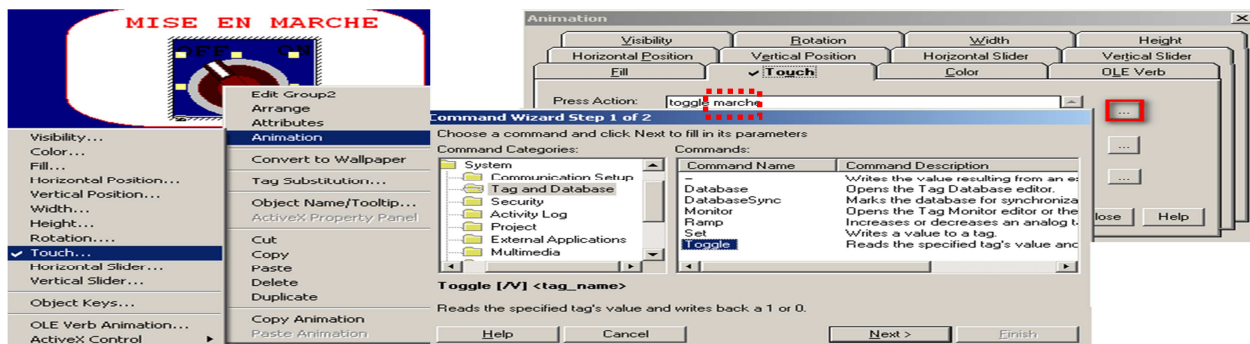 MISE EN MARCHE
OFF ON
Edit Group2
Arrange
Attributes
Animation
Convert to Wallpaper
Tag Substitution...
Object Name/Tooltip...
ActiveX Property Panel
Cut
Copy
Paste
Delete
Duplicate
Copy Animation
Paste Animation
Visibility...
Color...
Fill...
Horizontal Position...
Vertical Position...
Width...
Height...
Rotation....
Touch...
Horizontal Slider...
Vertical Slider...
Object Keys...
OLE Verb Animation...
ActiveX Control
Animation
Visibility Rotation Width Height
Horizontal Position Vertical Position Horizontal Slider Vertical Slider
Fill Touch Color OLE Verb
Press Action: toggle marche
...
...
...
Help
Command Wizard Step 1 of 2
Choose a command and click Next to fill in its parameters
Command Categories: Commands:
System
Communication Setup
Tag and Database
Security
Activity Log
Project
External Applications
Multimedia
Command Name Command Description
= Writes the value resulting from an
Database Opens the Tag Database editor.
DatabaseSync Marks the database for
Monitor Opens the Tag Monitor editor or the
Ramp Increases or decreases an analog
Set Writes a value to a tag.
Toggle Reads the specified tag's value
Toggle [/V] <tag_name>
Reads the specified tag's value and writes back a 1 or 0.
Help Cancel Next > Finish